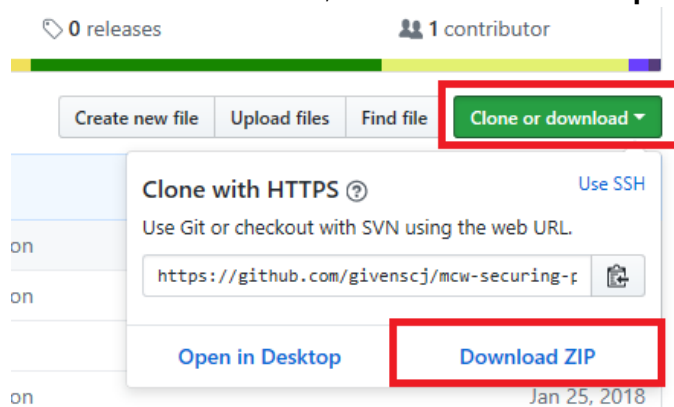 0 releases
1 contributor
Create new file
Upload files
Find file
Clone or download
Clone with HTTPS
Use SSH
Use Git or checkout with SVN using the web URL.
https://github.com/givenscj/mcw-securing-p
on
on
Open in Desktop
Download ZIP
on
Jan 25, 2018